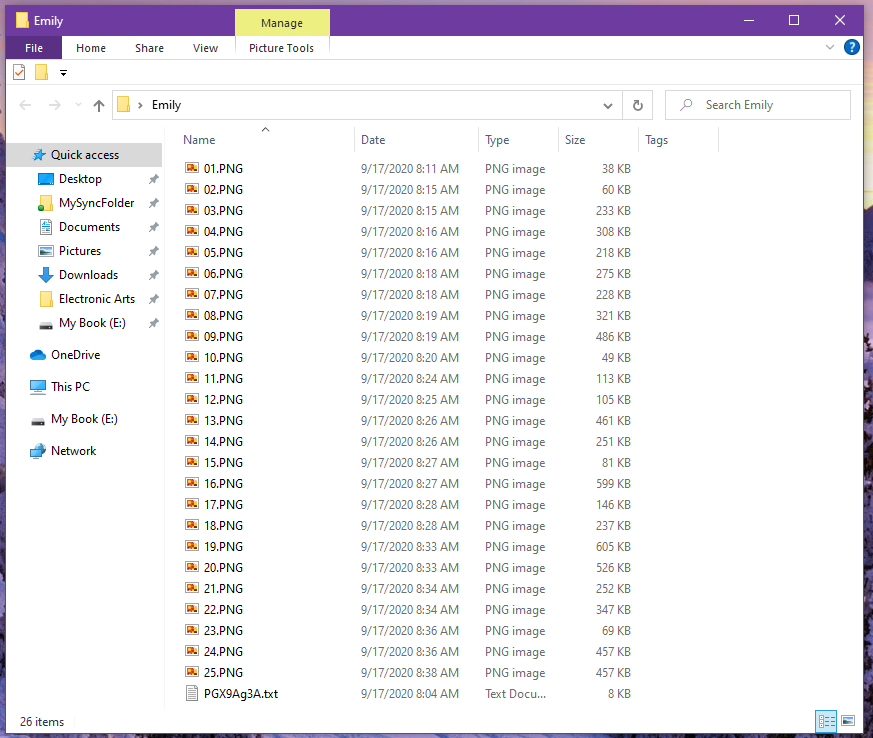 Emily
Manage
File Home Share View Picture Tools
Emily
Search Emily
Name Date Type Size Tags
Quick access
Desktop
MySyncFolder
Documents
Pictures
Downloads
Electronic Arts
My Book (E:)
OneDrive
This PC
My Book (E:)
Network
01.PNG 9/17/2020 8:11 AM PNG image 38 KB
02.PNG 9/17/2020 8:15 AM PNG image 60 KB
03.PNG 9/17/2020 8:15 AM PNG image 233 KB
04.PNG 9/17/2020 8:16 AM PNG image 308 KB
05.PNG 9/17/2020 8:16 AM PNG image 218 KB
06.PNG 9/17/2020 8:18 AM PNG image 275 KB
07.PNG 9/17/2020 8:18 AM PNG image 228 KB
08.PNG 9/17/2020 8:19 AM PNG image 321 KB
09.PNG 9/17/2020 8:19 AM PNG image 486 KB
10.PNG 9/17/2020 8:20 AM PNG image 49 KB
11.PNG 9/17/2020 8:24 AM PNG image 113 KB
12.PNG 9/17/2020 8:25 AM PNG image 105 KB
13.PNG 9/17/2020 8:26 AM PNG image 461 KB
14.PNG 9/17/2020 8:26 AM PNG image 251 KB
15.PNG 9/17/2020 8:27 AM PNG image 81 KB
16.PNG 9/17/2020 8:27 AM PNG image 599 KB
17.PNG 9/17/2020 8:28 AM PNG image 146 KB
18.PNG 9/17/2020 8:28 AM PNG image 237 KB
19.PNG 9/17/2020 8:33 AM PNG image 605 KB
20.PNG 9/17/2020 8:33 AM PNG image 526 KB
21.PNG 9/17/2020 8:34 AM PNG image 252 KB
22.PNG 9/17/2020 8:34 AM PNG image 347 KB
23.PNG 9/17/2020 8:36 AM PNG image 69 KB
24.PNG 9/17/2020 8:36 AM PNG image 457 KB
25.PNG 9/17/2020 8:38 AM PNG image 457 KB
PGX9Ag3A.txt 9/17/2020 8:04 AM Text Docu... 8 KB
26 items